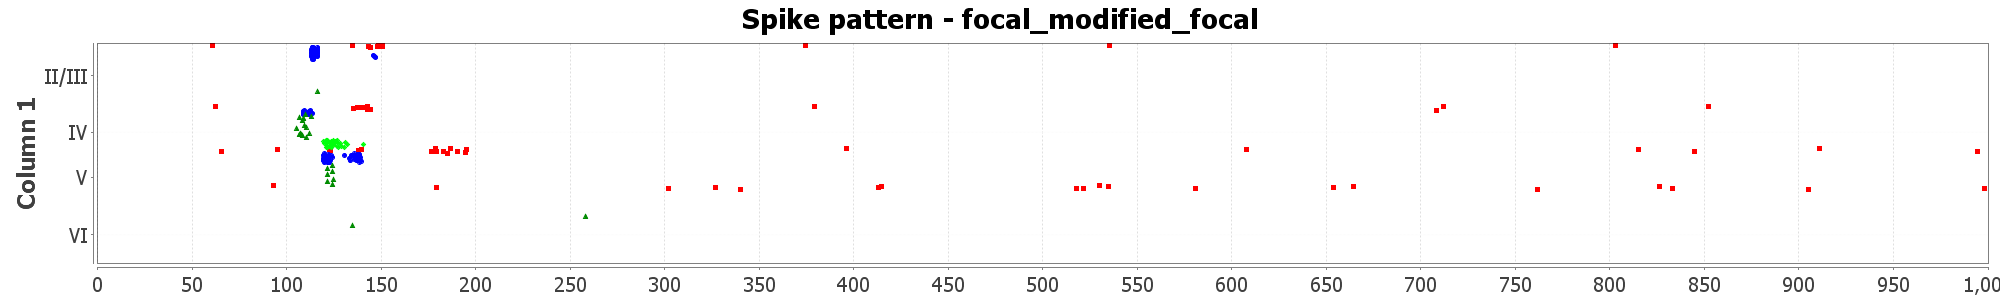 Spike pattern - focal_modified_focal
Column 1
II/III
IV
V
VI
0 50 100 150 200 250 300 350 400 450 500 550 600 650 700 750 800 850 900 950 1,00